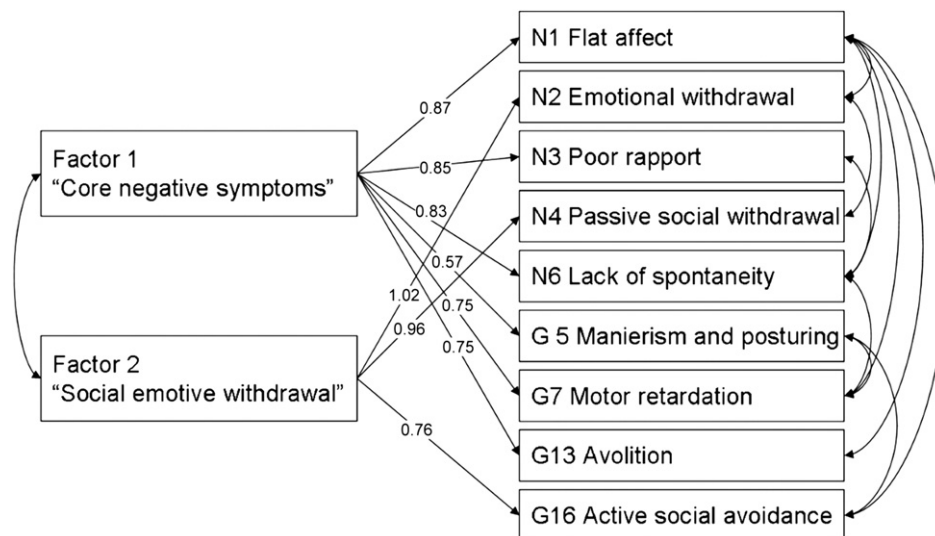 N1 Flat affect
N2 Emotional withdrawal
N3 Poor rapport
N4 Passive social withdrawal
N6 Lack of spontaneity
G 5 Manierism and posturing
G7 Motor retardation
G13 Avolition
G16 Active social avoidance
Factor 1
“Core negative symptoms”
Factor 2
“Social emotive withdrawal”
0.87
0.85
0.83
0.57
1.02
0.75
0.96
0.75
0.76